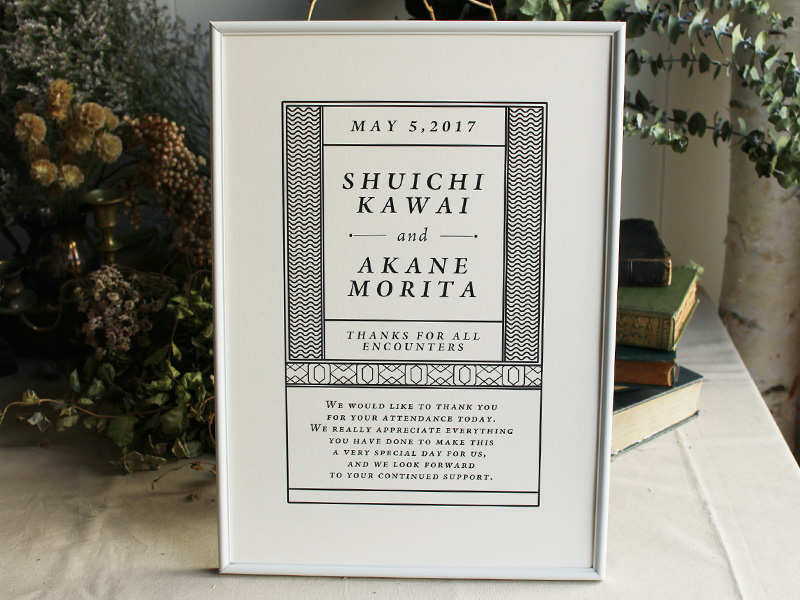 MAY 5,2017
SHUICHI
KAWAI
and
AKANE
MORITA
THANKS FOR ALL
ENCOUNTERS
WE WOULD LIKE TO THANK YOU
FOR YOUR ATTENDANCE TODAY.
WE REALLY APPRECIATE EVERYTHING
YOU HAVE DONE TO MAKE THIS
A VERY SPECIAL DAY FOR US,
AND WE LOOK FORWARD
TO YOUR CONTINUED SUPPORT.